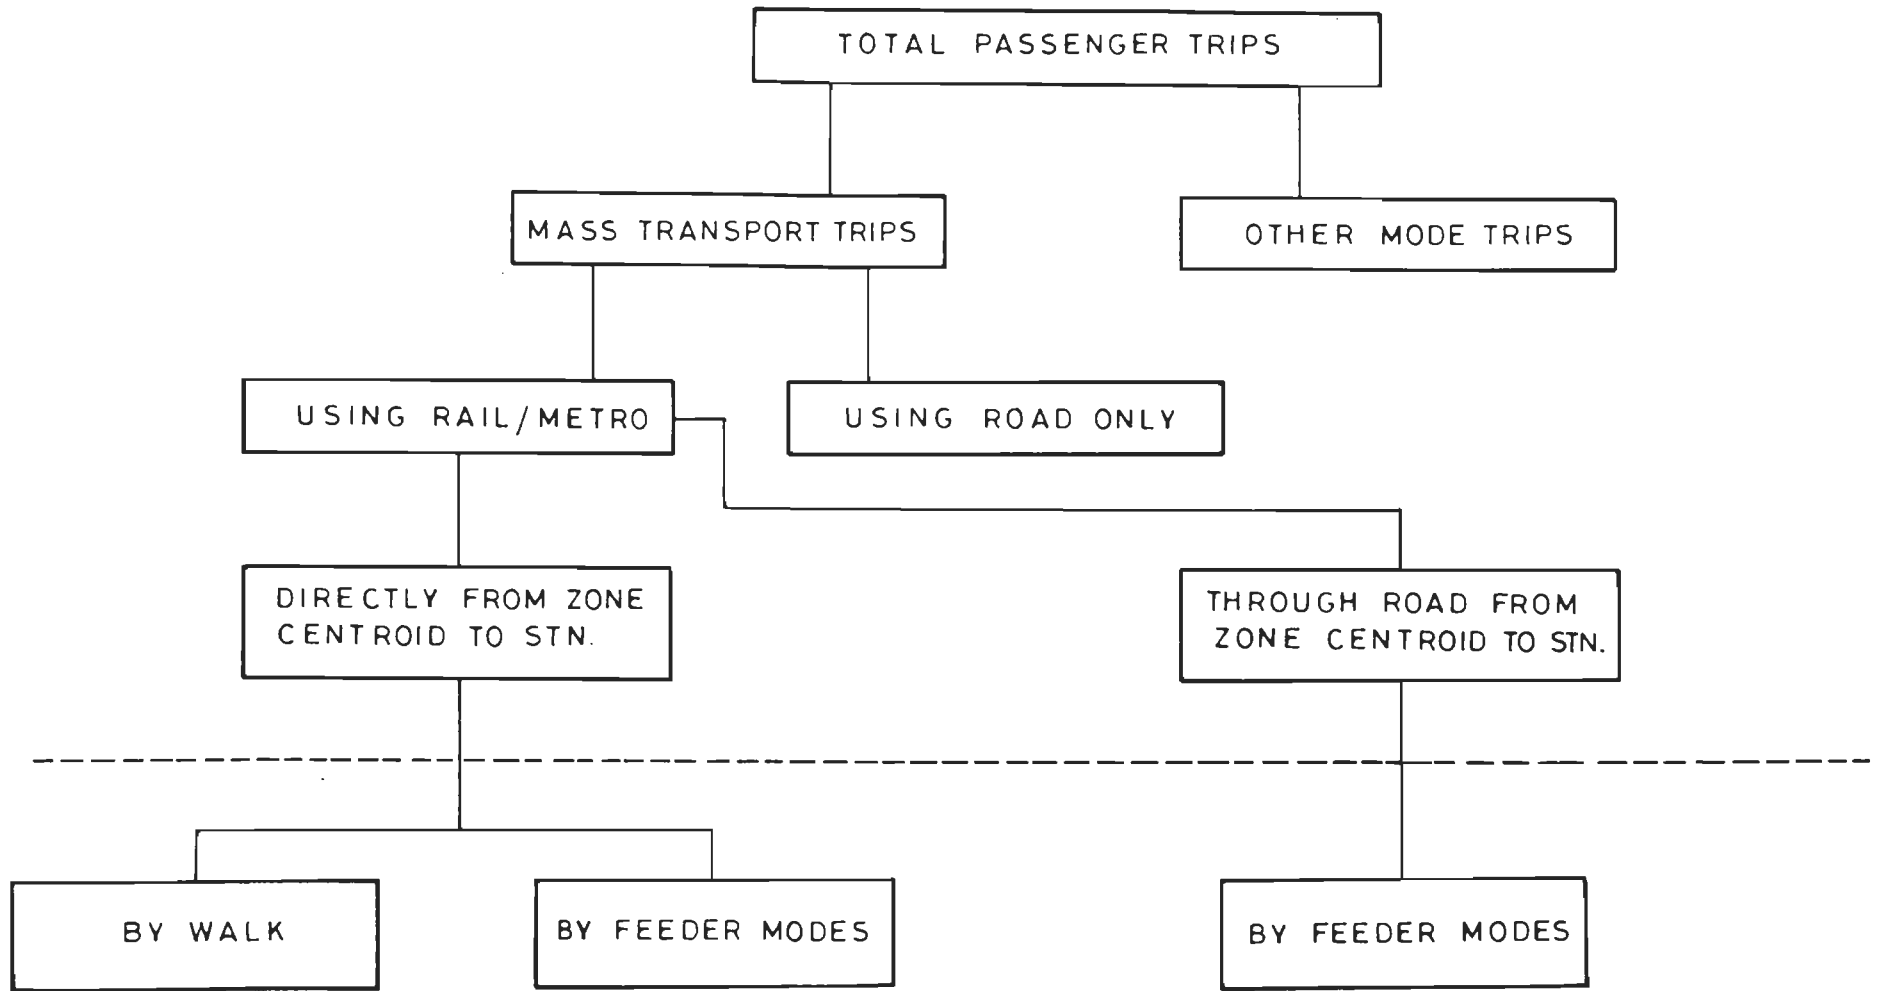 TOTAL PASSENGER TRIPS
MASS TRANSPORT TRIPS
OTHER MODE TRIPS
USING RAIL/METRO
USING ROAD ONLY
DIRECTLY FROM ZONE
CENTROID TO STN.
THROUGH ROAD FROM
ZONE CENTROID TO STN.
BY WALK
BY FEEDER MODES
BY FEEDER MODES